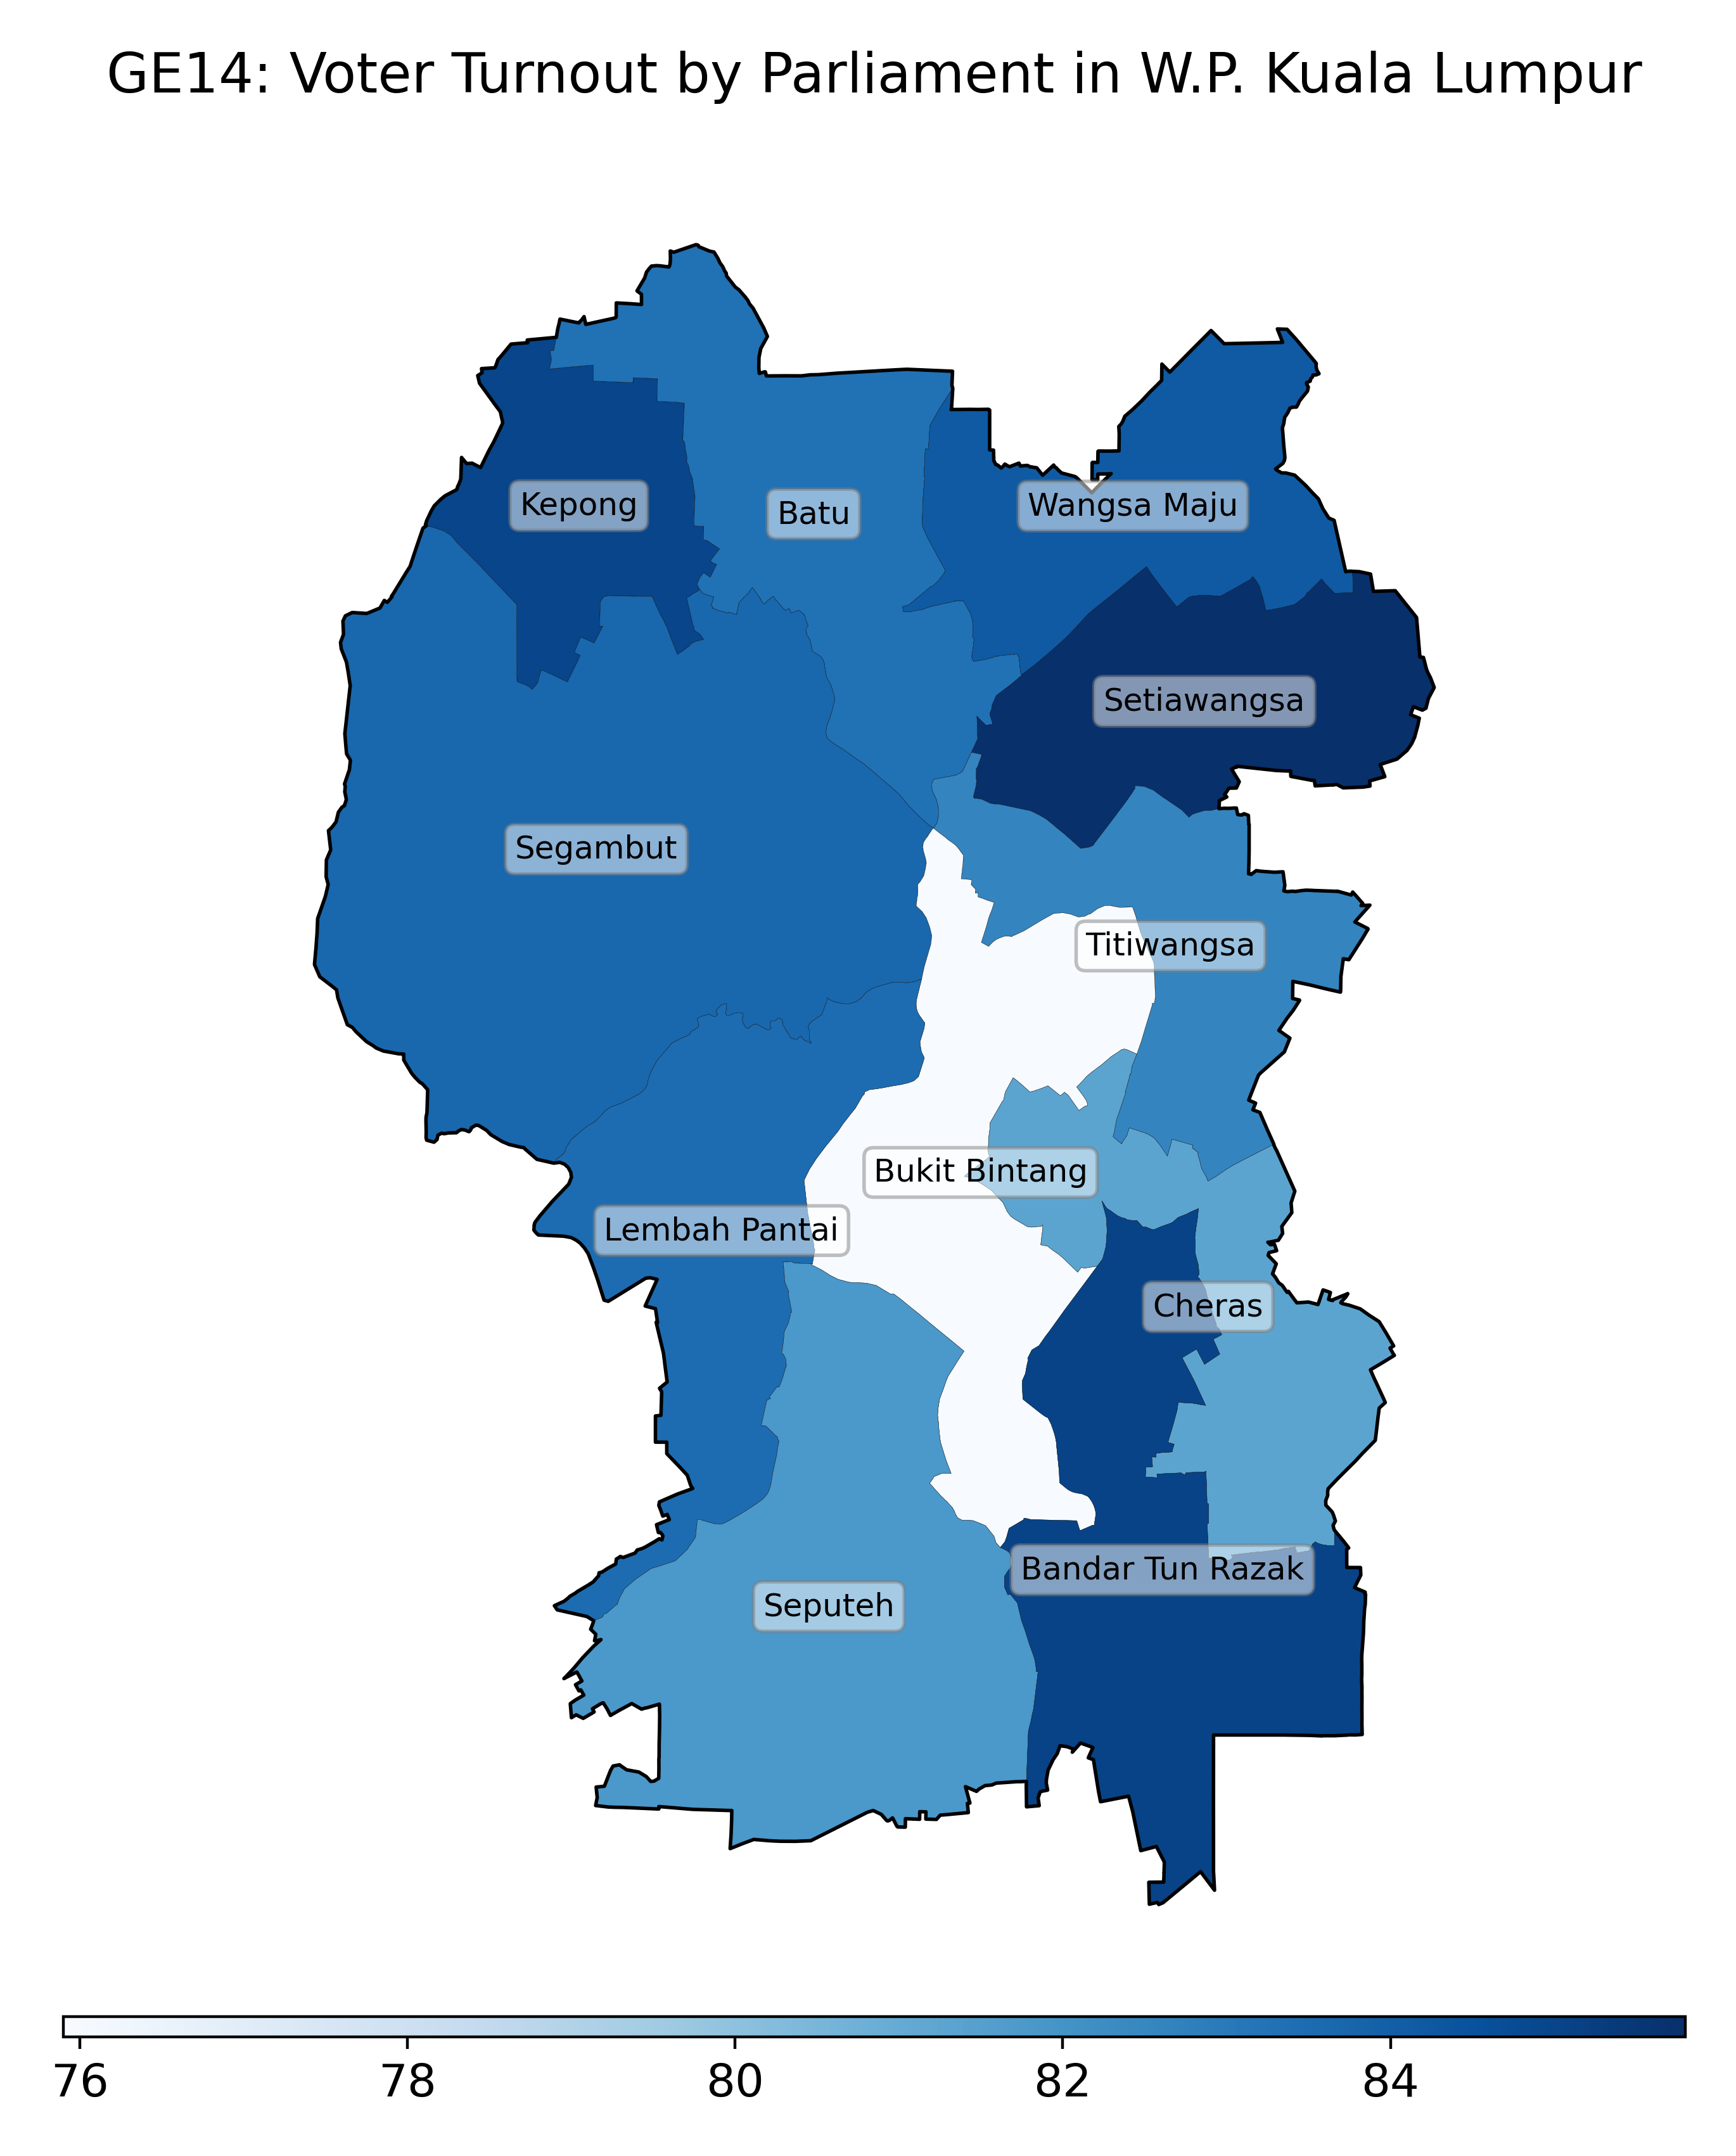 GE14: Voter Turnout by Parliament in W.P. Kuala Lumpur
Kepong
Batu
Wangsa Maju
Setiawangsa
Segambut
Titiwangsa
Bukit Bintang
Lembah Pantai
Cheras
Bandar Tun Razak
Seputeh
76 78 80 82 84